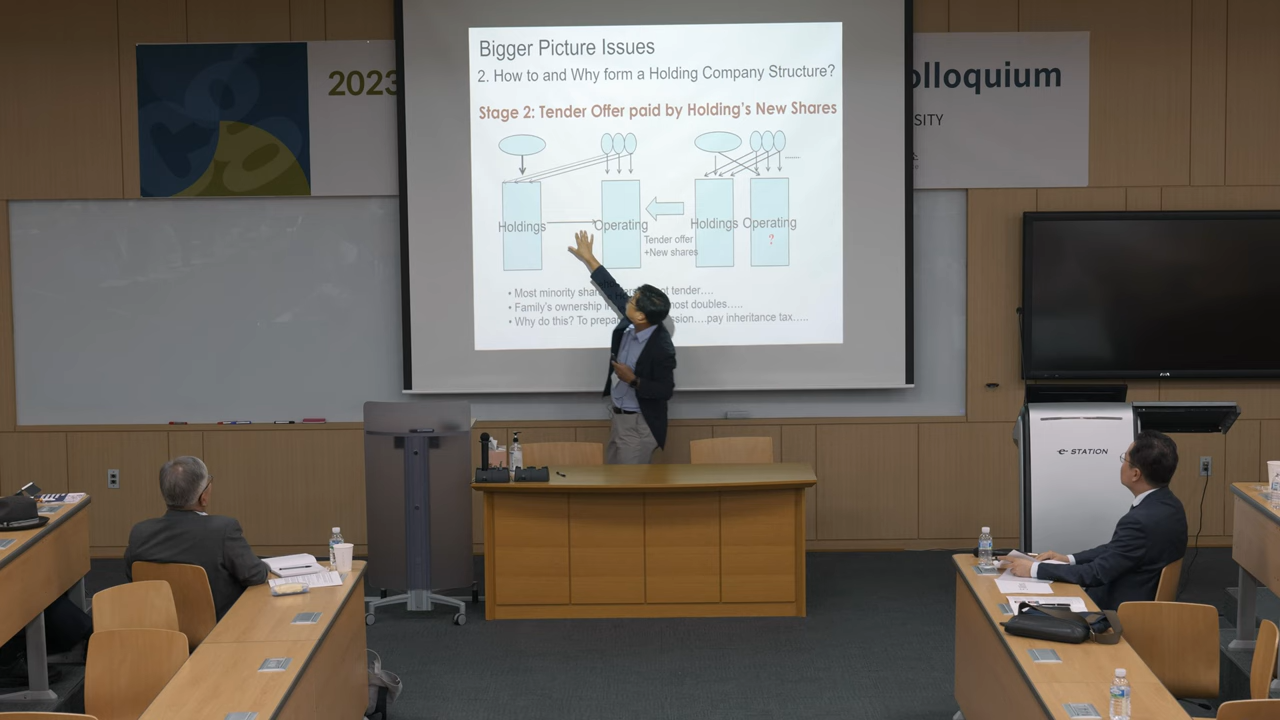 2023
olloquium
SITY
Bigger Picture Issues
2. How to and Why form a Holding Company Structure?
Stage 2: Tender Offer paid by Holding's New Shares
Holdings
Operating
Holdings
Operating
?
Tender offer
+New shares
• Most minority shar ot tender....
• Family's ownership i most doubles.....
• Why do this? To prepa ssion....pay inheritance tax.....
e-STATION